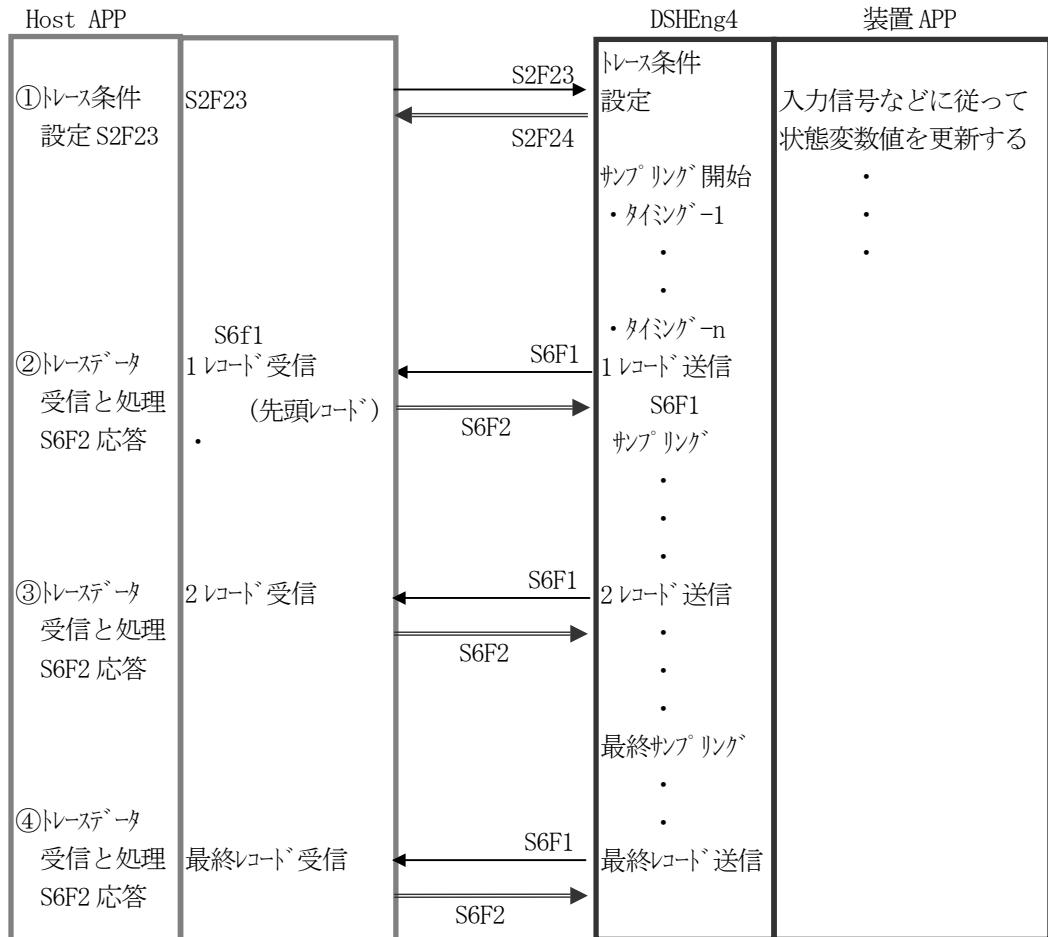 Host APP DSHEng4 装置 APP
トレース条件
S2F23
①トレース条件 S2F23 設定 入力信号などに従って
設定 S2F23 S2F24 状態変数値を更新する
サンプリング開始 ・
・タイミング-1 ・
・ ・
・
S6f1 ・タイミング-n
②トレースデータ 1レコード受信 S6F1 1レコード送信
受信と処理 (先頭レコード) S6F1
S6F2 応答 ・ S6F2 サンプリング
・
・
・
③トレースデータ 2レコード受信 S6F1 2レコード送信
受信と処理 ・
S6F2 応答 S6F2 ・
・
最終サンプリング
・
④トレースデータ ・
受信と処理 最終レコード受信 S6F1 最終レコード送信
S6F2 応答 S6F2